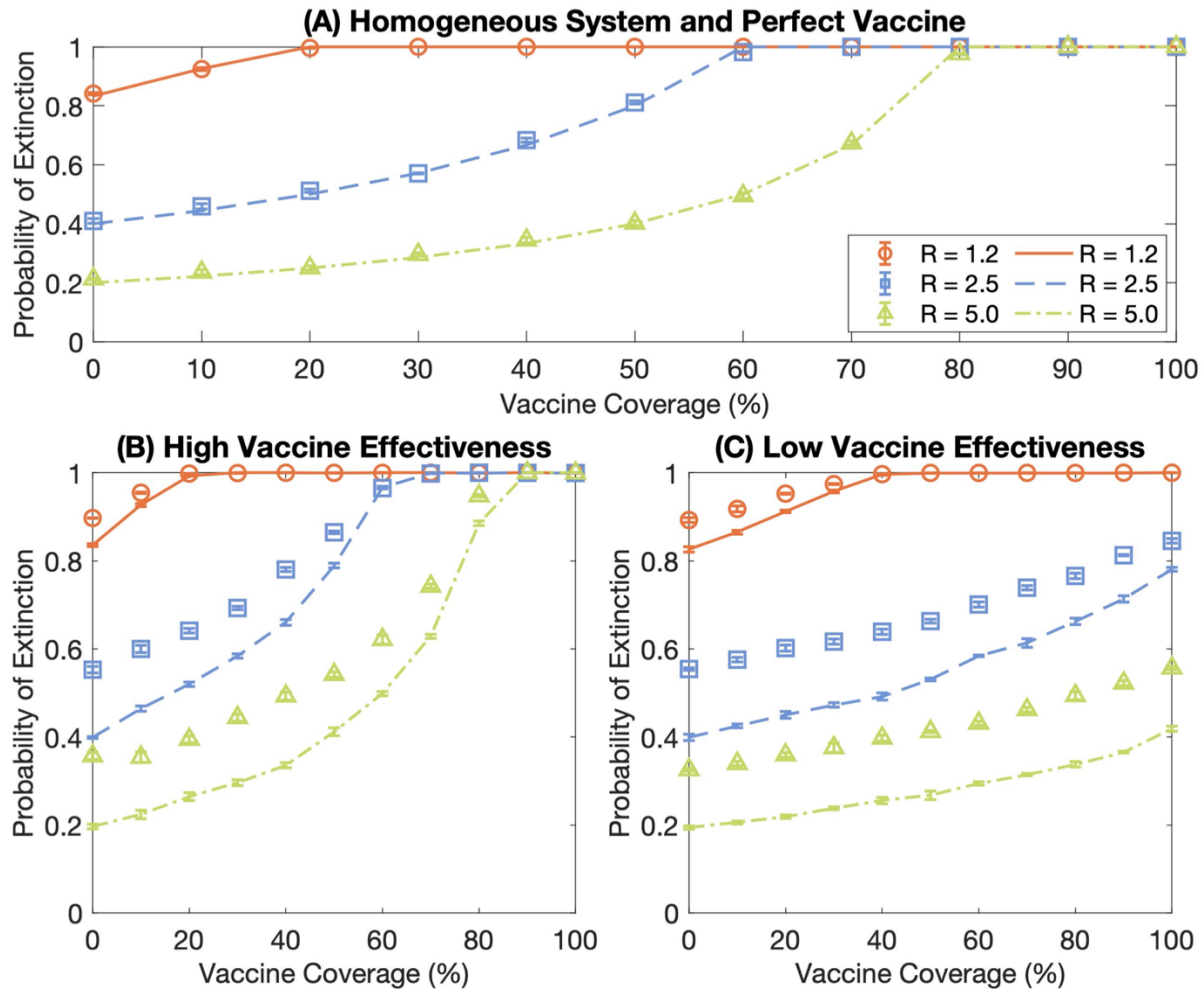 (A) Homogeneous System and Perfect Vaccine
Probability of Extinction
1
0.8
0.6
0.4
0.2
0
0 10 20 30 40 50 60 70 80 90 100
Vaccine Coverage (%)
R = 1.2 R = 1.2
R = 2.5 R = 2.5
R = 5.0 R = 5.0
(B) High Vaccine Effectiveness
Probability of Extinction
1
0.8
0.6
0.4
0.2
0
0 20 40 60 80 100
Vaccine Coverage (%)
(C) Low Vaccine Effectiveness
Probability of Extinction
1
0.8
0.6
0.4
0.2
0
0 20 40 60 80 100
Vaccine Coverage (%)